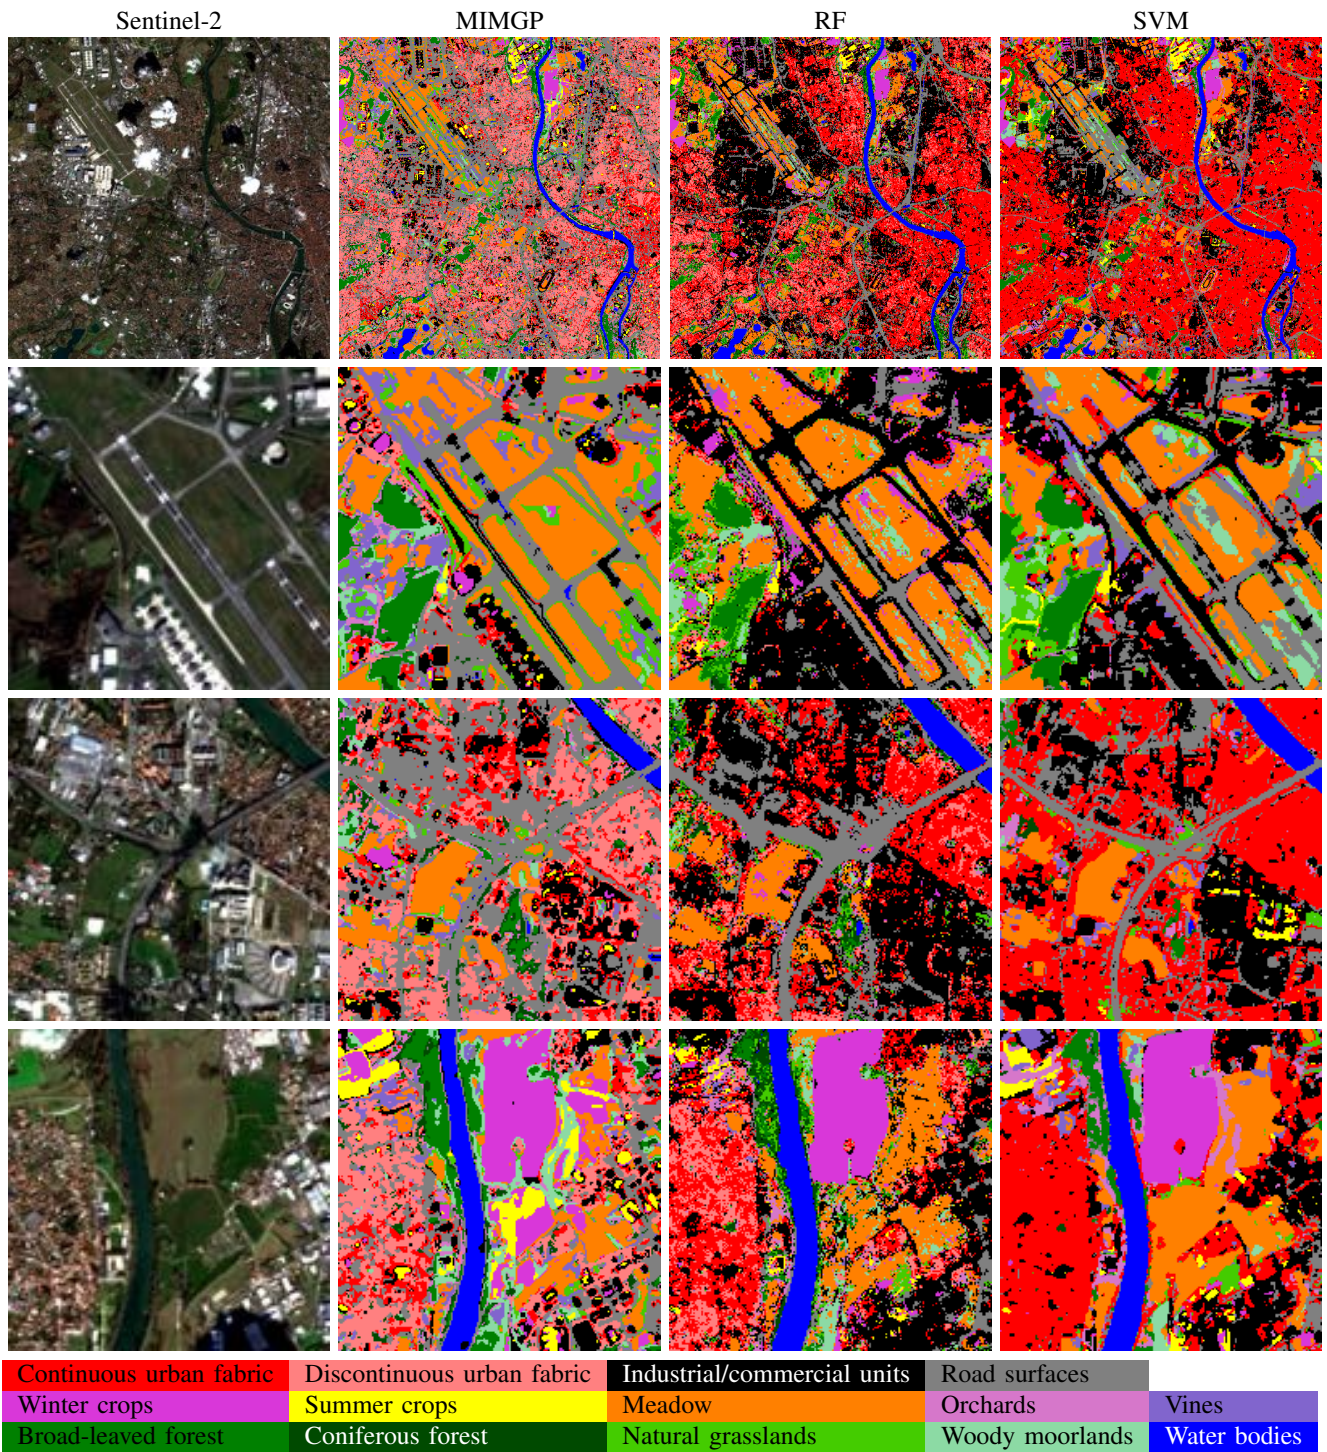 Sentinel-2 MIMGP RF SVM
Continuous urban fabric Discontinuous urban fabric Industrial/commercial units Road surfaces
Winter crops Summer crops Meadow Orchards Vines
Broad-leaved forest Coniferous forest Natural grasslands Woody moorlands Water bodies